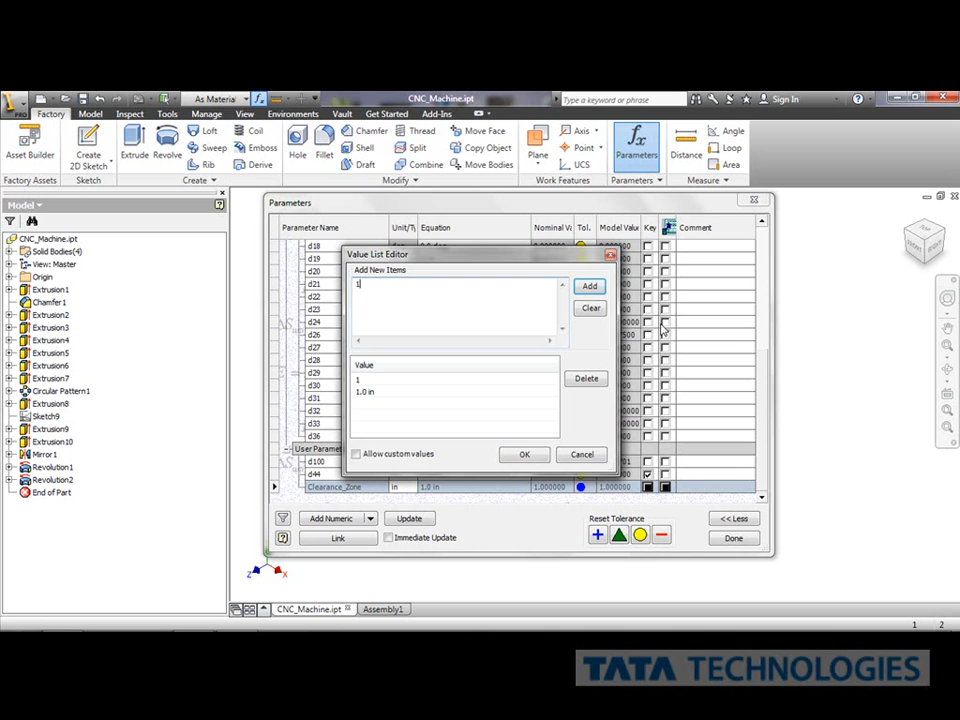 As Material
CNC_Machine.ipt
Type a keyword or phrase
Sign In
PRO
Factory Model Inspect Tools Manage View Environments Vault Get Started Add-Ins
Asset Builder
Create 2D Sketch
Extrude
Revolve
Loft
Sweep
Rib
Coil
Emboss
Derive
Hole
Fillet
Chamfer
Shell
Draft
Thread
Split
Combine
Move Face
Copy Object
Move Bodies
Plane
Axis
Point
UCS
Parameters
Distance
Angle
Loop
Area
Factory Assets
Sketch
Create
Modify
Work Features
Parameters
Measure
Model
CNC_Machine.ipt
Solid Bodies(4)
View: Master
Origin
Extrusion1
Chamfer1
Extrusion2
Extrusion3
Extrusion4
Extrusion5
Extrusion6
Extrusion7
Circular Pattern1
Extrusion8
Sketch9
Extrusion9
Extrusion10
Mirror1
Revolution1
Revolution2
End of Part
Parameters
Parameter Name Unit/Ty Equation Nominal Va Tol. Model Value Key Comment
d18
d19
d20
d21
d22
d23
d24
d26
d27
d28
d29
d30
d31
d32
d33
d36
User Paramet
d100
d44
Clearance_Zone in 1.0 in 1.000000 1.000000
Value List Editor
Add New Items
1
Add
Clear
Value
1
1.0 in
Delete
Allow custom values
OK
Cancel
Add Numeric
Update
Link
Immediate Update
Reset Tolerance
<< Less
Done
FRONT
RIGHT
Z
X
CNC_Machine.ipt
Assembly1
1 2
TATA TECHNOLOGIES